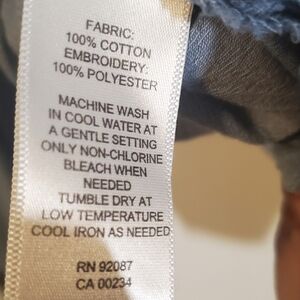 FABRIC:
100% COTTON
EMBROIDERY:
100% POLYESTER
MACHINE WASH
IN COOL WATER AT
A GENTLE SETTING
ONLY NON-CHLORINE
BLEACH WHEN
NEEDED
TUMBLE DRY AT
LOW TEMPERATURE
COOL IRON AS NEEDED
RN 92087
CA 00234